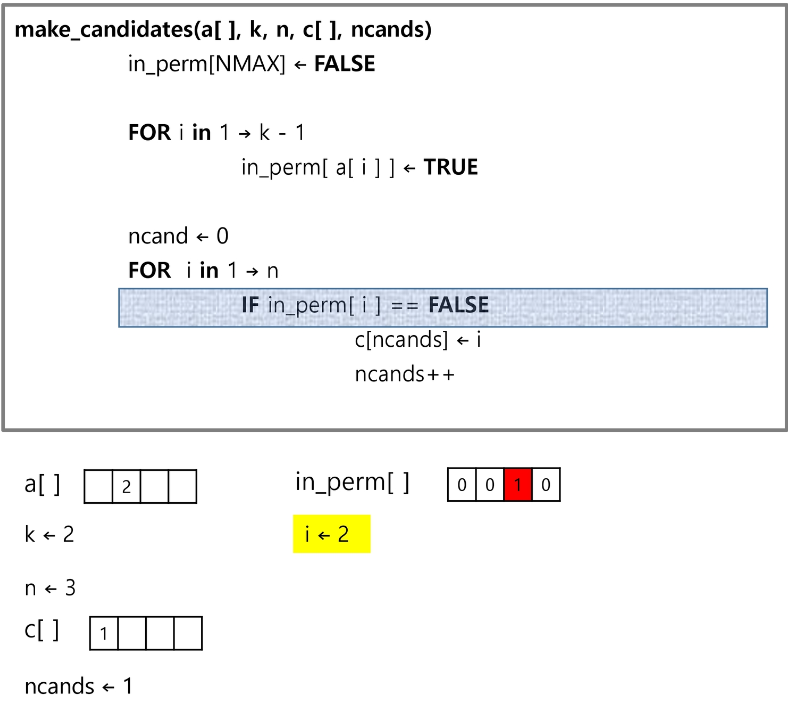 make_candidates(a[ ], k, n, c[ ], ncands)
in_perm[NMAX] ← FALSE
FOR i in 1 → k - 1
in_perm[ a[ i ] ] ← TRUE
ncand ← 0
FOR i in 1 → n
IF in_perm[ i ] == FALSE
c[ncands] ← i
ncands++
a[ ] 2 in_perm[ ] 0 0 1 0
k ← 2 i ← 2
n ← 3
c[ ] 1
ncands ← 1